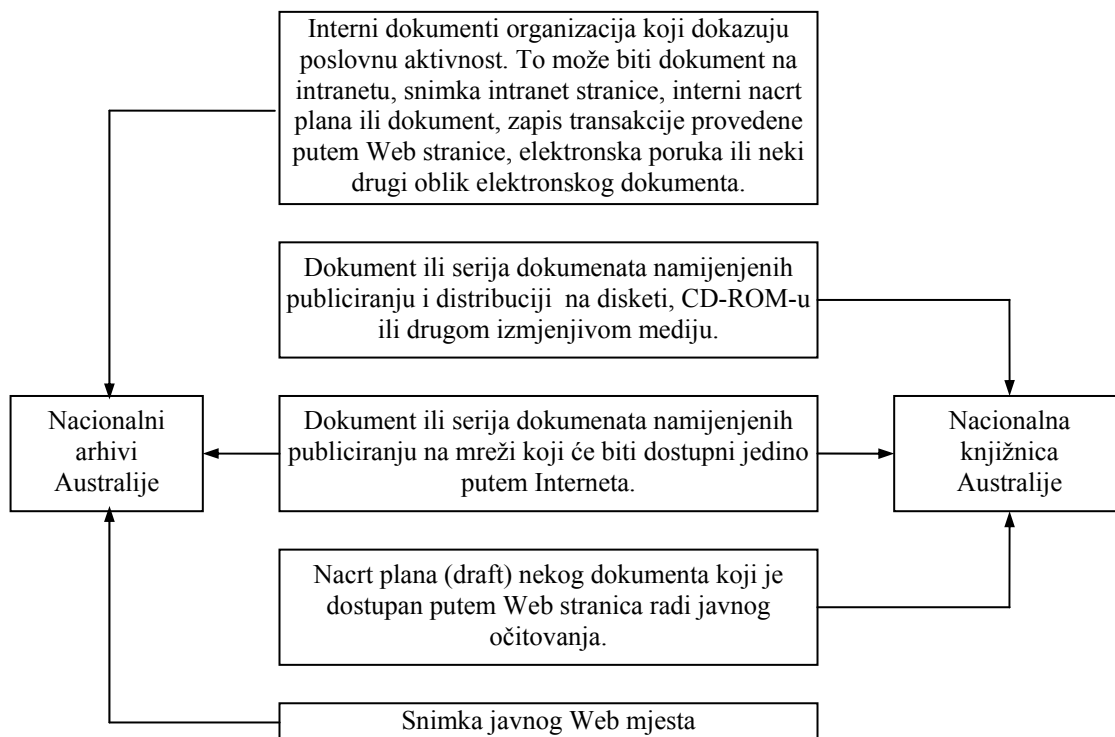 Interni dokumenti organizacija koji dokazuju
poslovnu aktivnost. To može biti dokument na
intranetu, snimka intranet stranice, interni nacrt
plana ili dokument, zapis transakcije provedene
putem Web stranice, elektronska poruka ili neki
drugi oblik elektronskog dokumenta.
Dokument ili serija dokumenata namijenjenih
publiciranju i distribuciji na disketi, CD-ROM-u
ili drugom izmjenjivom mediju.
Nacionalni
arhivi
Australije
Dokument ili serija dokumenata namijenjenih
publiciranju na mreži koji će biti dostupni jedino
putem Interneta.
Nacionalna
knjižnica
Australije
Nacrt plana (draft) nekog dokumenta koji je
dostupan putem Web stranica radi javnog
očitovanja.
Snimka javnog Web mjesta